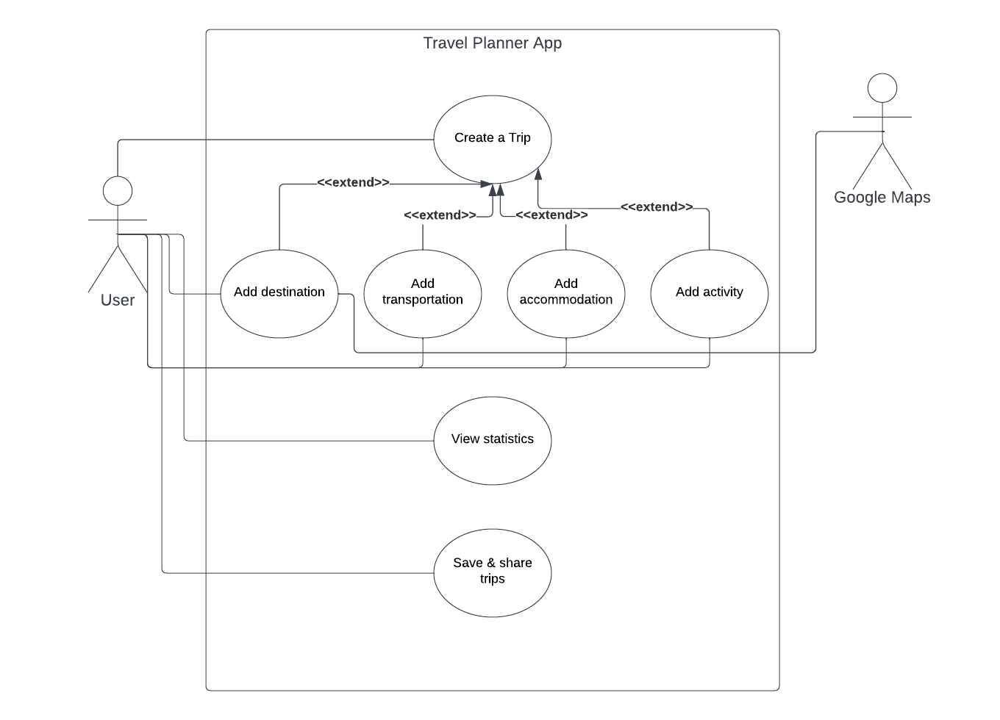 Travel Planner App
Create a Trip
<<extend>>
Google Maps
<<extend>>
<<extend>>
<<extend>>
User
Add destination
Add
transportation
Add
accommodation
Add activity
View statistics
Save & share
trips